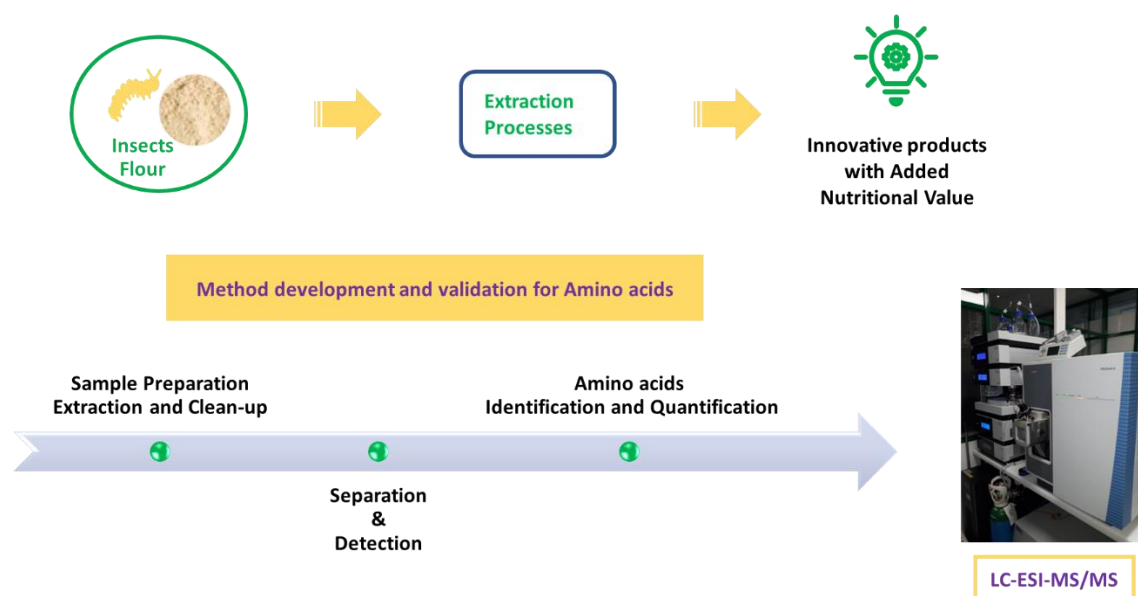 Insects
Flour
Extraction
Processes
Innovative products
with Added
Nutritional Value
Method development and validation for Amino acids
Sample Preparation
Extraction and Clean-up
Amino acids
Identification and Quantification
Separation
&
Detection
LC-ESI-MS/MS